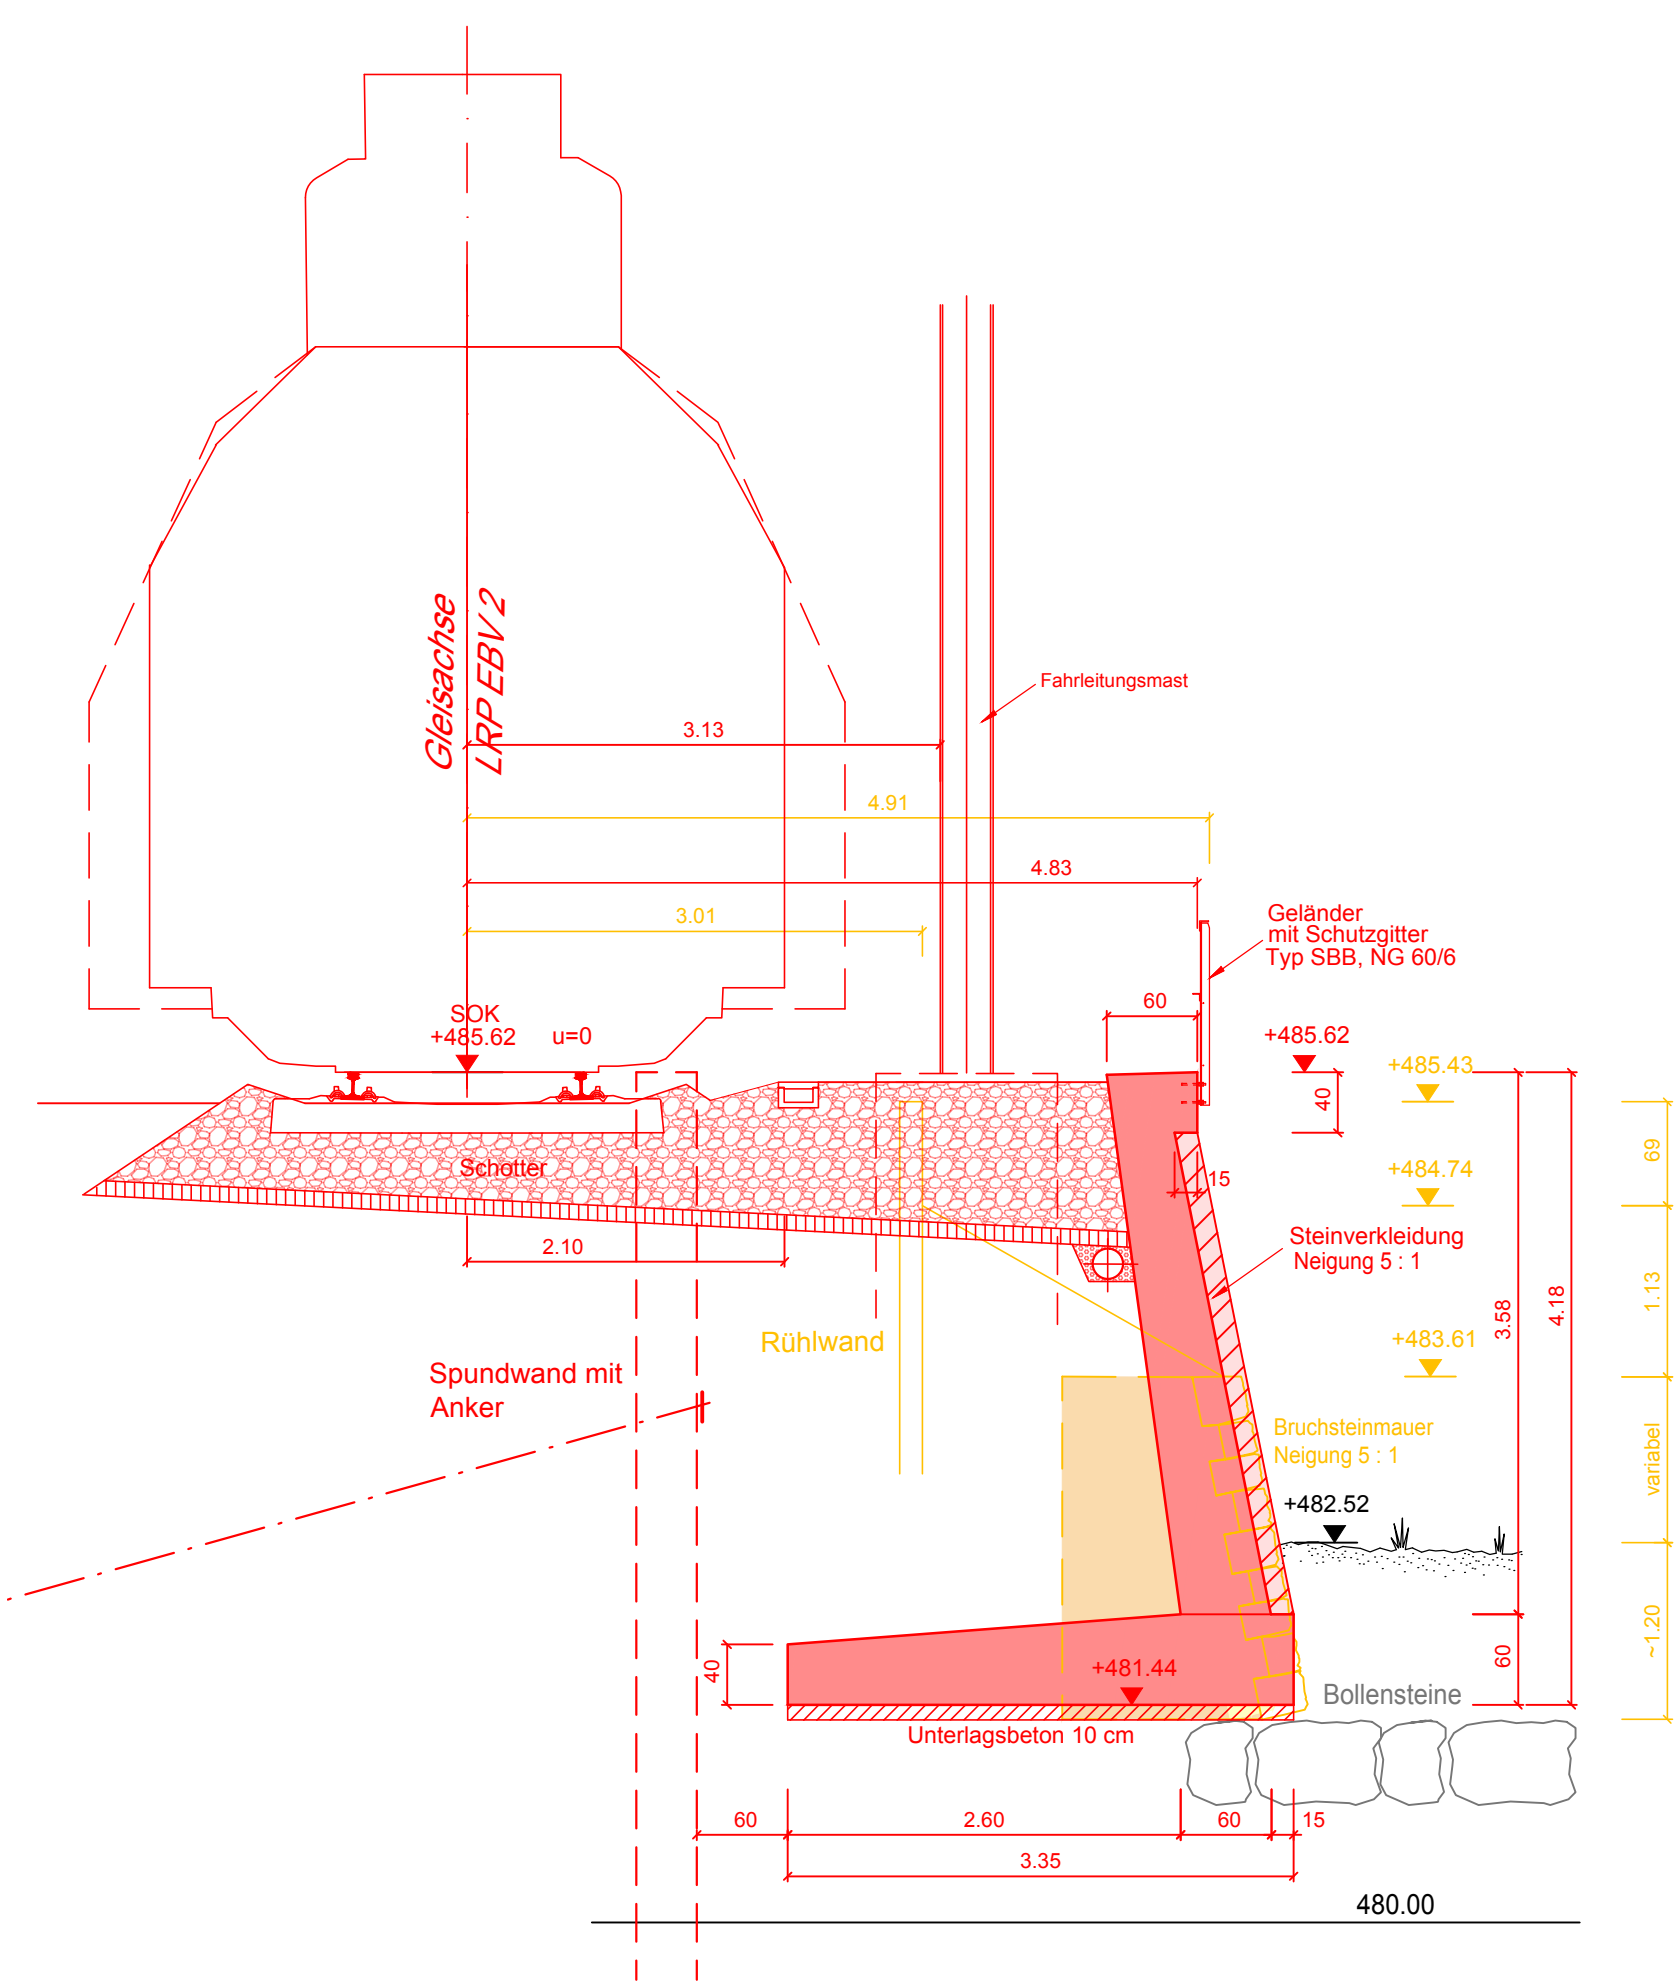 Gleisachse
LRP EBV 2
Fahrleitungsmast
3.13
4.91
4.83
3.01
Geländer
mit Schutzgitter
Typ SBB, NG 60/6
60
SOK
+485.62
u=0
+485.62
+485.43
40
69
Schotter
+484.74
15
Steinverkleidung
Neigung 5 : 1
2.10
1.13
3.58
4.18
Rühlwand
+483.61
Spundwand mit
Anker
Bruchsteinmauer
Neigung 5 : 1
variabel
+482.52
~1.20
60
40
+481.44
Bollensteine
Unterlagsbeton 10 cm
60
2.60
60
15
3.35
480.00